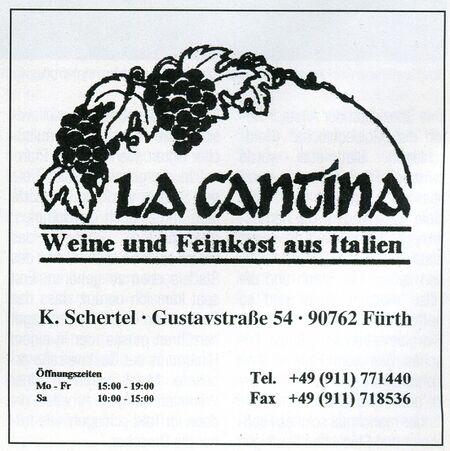 La Cantina
Weine und Feinkost aus Italien
K. Schertel · Gustavstraße 54 · 90762 Fürth
Öffnungszeiten
Mo - Fr 15:00 - 19:00
Sa 10:00 - 15:00
Tel. +49 (911) 771440
Fax +49 (911) 718536